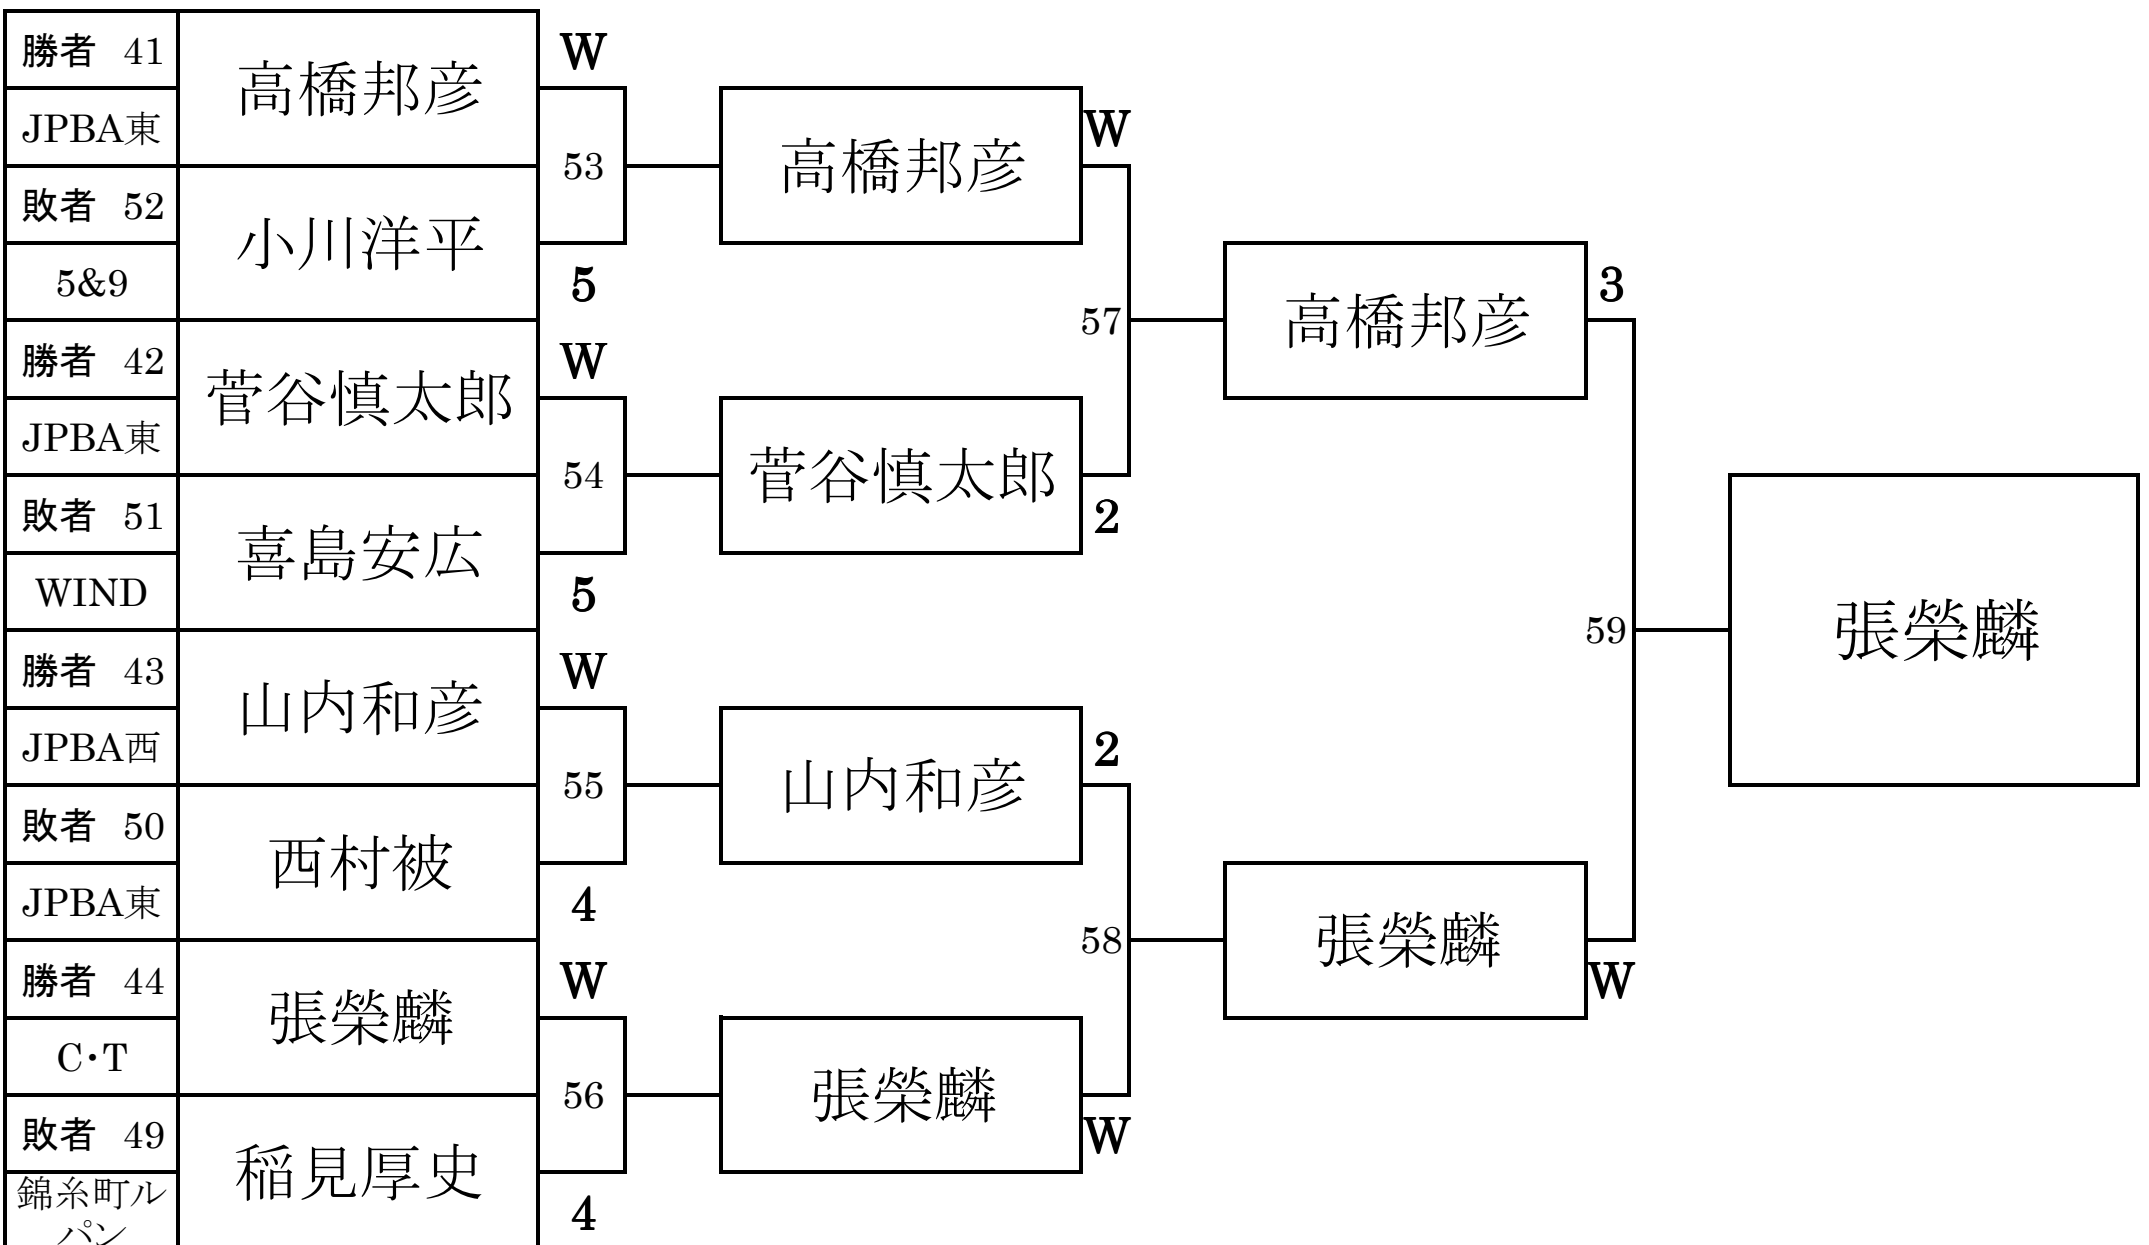 勝者 41
高橋邦彦
W
JPBA東
53
高橋邦彦
W
敗者 52
小川洋平
5&9
5
57
高橋邦彦
3
勝者 42
菅谷慎太郎
W
JPBA東
54
菅谷慎太郎
2
敗者 51
喜島安広
WIND
5
59
張榮麟
勝者 43
山内和彦
W
JPBA西
55
山内和彦
2
敗者 50
西村被
JPBA東
4
58
張榮麟
W
勝者 44
張榮麟
W
C・T
56
張榮麟
W
敗者 49
稲見厚史
錦糸町ル
パン
4